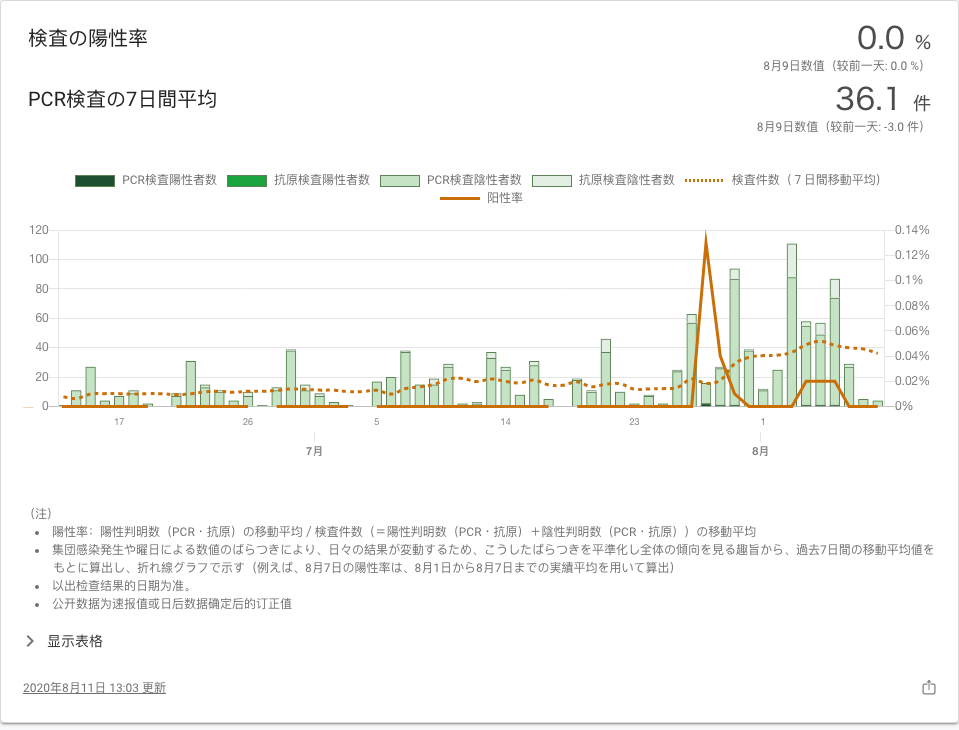 検査の陽性率
0.0 %
8月9日数値（较前一天: 0.0 %）
PCR検査の7日間平均
36.1 件
8月9日数值（较前一天: -3.0 件）
PCR検査陽性者数 抗原検査陽性者数 PCR検査陰性者数 抗原検査陰性者数 検査件数（７日間移動平均）
阳性率
120 0.14%
0.12%
100
0.1%
80
0.08%
60
0.06%
40
0.04%
20
0.02%
0 0%
17 26 5 14 23 1
7月 8月
（注）
陽性率：陽性判明数（PCR・抗原）の移動平均 / 検査件数（＝陽性判明数（PCR・抗原）＋陰性判明数（PCR・抗原））の移動平均
集団感染発生や曜日による数値のばらつきにより、日々の結果が変動するため、こうしたばらつきを平準化し全体の傾向を見る趣旨から、過去7日間の移動平均値を
もとに算出し、折れ線グラフで示す（例えば、8月7日の陽性率は、8月1日から8月7日までの実績平均を用いて算出）
以出检查结果的日期为准。
公开数据为速报值或日后数据确定后的订正值
显示表格
2020年8月11日 13:03 更新